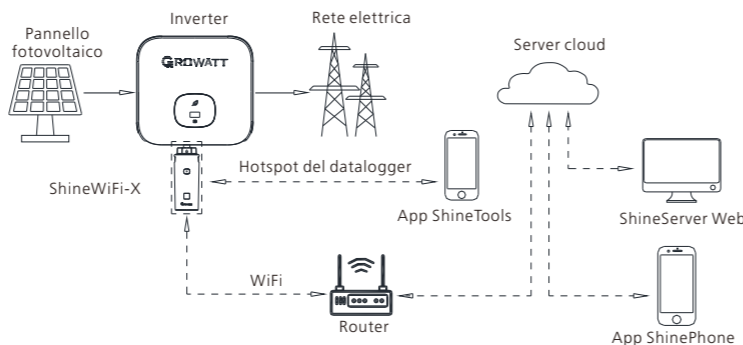 Inverter
Rete elettrica
Pannello
fotovoltaico
Server cloud
GROWATT
ShineWiFi-X
Hotspot del datalogger
App ShineTools
ShineServer Web
WiFi
Router
App ShinePhone